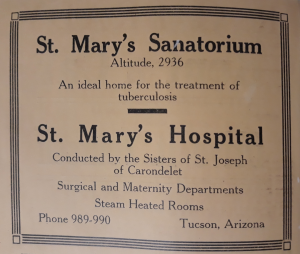 St. Mary's Sanatorium
Altitude, 2936
An ideal home for the treatment of
tuberculosis
St. Mary's Hospital
Conducted by the Sisters of St. Joseph
of Carondelet
Surgical and Maternity Departments
Steam Heated Rooms
Phone 989-990 Tucson, Arizona